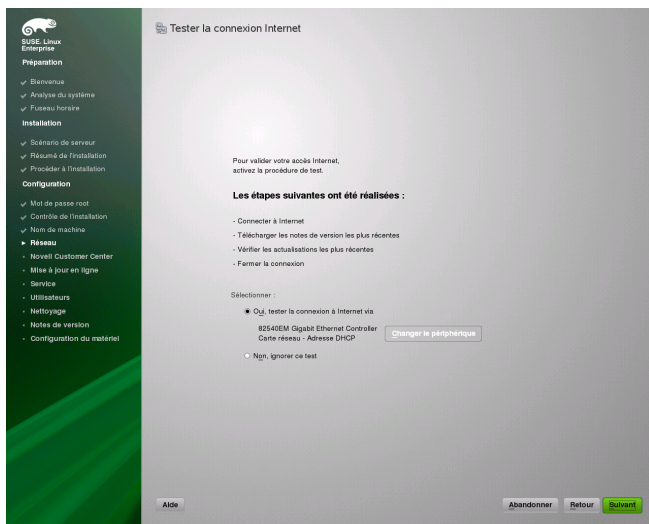 SUSE. Linux
Enterprise
Préparation
Bienvenue
Analyse du système
Fuseau horaire
Installation
Scénario de serveur
Résumé de l'installation
Procéder à l'installation
Configuration
Mot de passe root
Contrôle de l'installation
Nom de machine
Réseau
Novell Customer Center
Mise à jour en ligne
Service
Utilisateurs
Nettoyage
Notes de version
Configuration du matériel
Tester la connexion Internet
Pour valider votre accès Internet,
activez la procédure de test.
Les étapes suivantes ont été réalisées :
- Connecter à Internet
- Télécharger les notes de version les plus récentes
- Vérifier les actualisations les plus récentes
- Fermer la connexion
Sélectionner :
Oui, tester la connexion à Internet via
82540EM Gigabit Ethernet Controller
Carte réseau - Adresse DHCP
Changer le périphérique
Non, ignorer ce test
Aide
Abandonner
Retour
Suivant